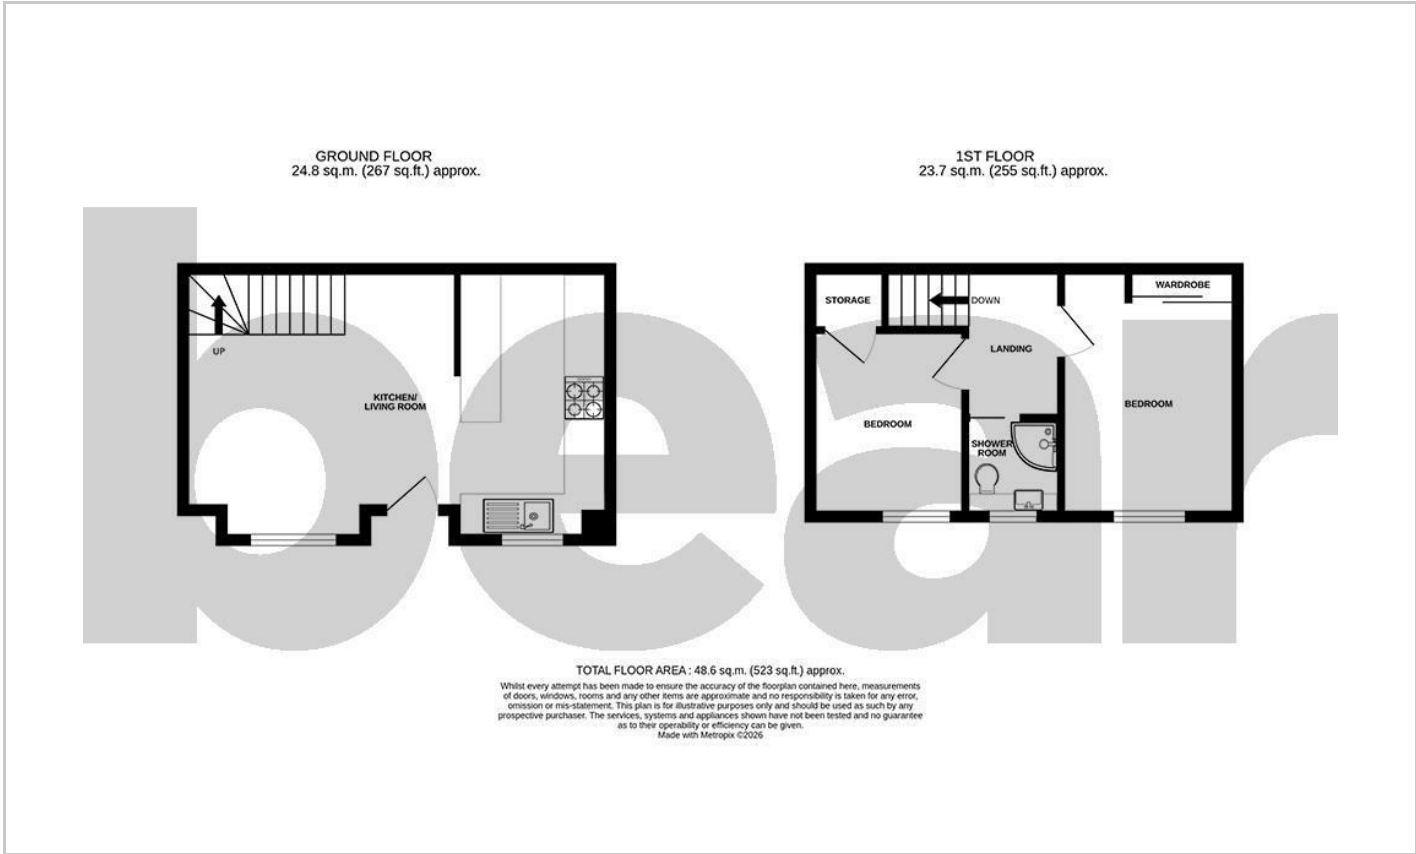 GROUND FLOOR
24.8 sq.m. (267 sq.ft.) approx.
1ST FLOOR
23.7 sq.m. (255 sq.ft.) approx.
UP
KITCHEN/
LIVING ROOM
STORAGE
DOWN
WARDROBE
LANDING
BEDROOM
BEDROOM
SHOWER
ROOM
bear
TOTAL FLOOR AREA : 48.6 sq.m. (523 sq.ft.) approx.
Whilst every attempt has been made to ensure the accuracy of the floorplan contained here, measurements
of doors, windows, rooms and any other items are approximate and no responsibility is taken for any error,
omission or mis-statement. This plan is for illustrative purposes only and should be used as such by any
prospective purchaser. The services, systems and appliances shown have not been tested and no guarantee
as to their operability or efficiency can be given.
Made with Metropix ©2026